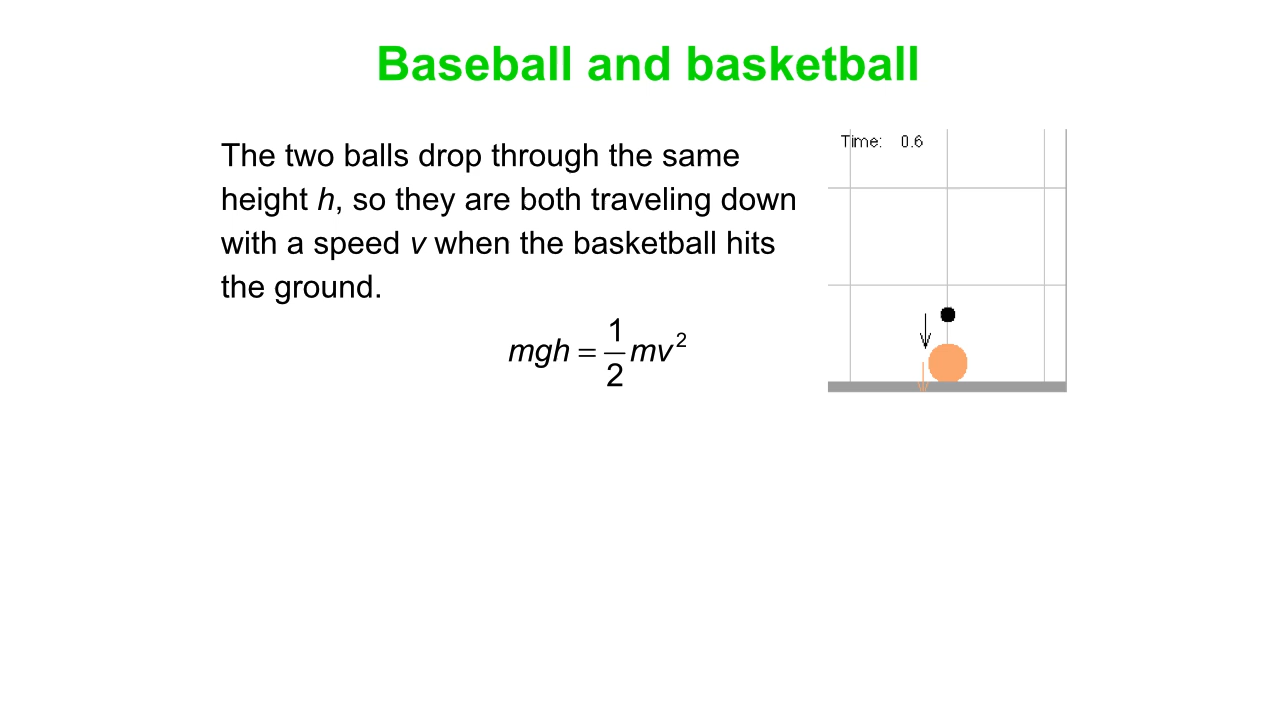 Baseball and basketball
The two balls drop through the same
height h, so they are both traveling down
with a speed v when the basketball hits
the ground.
mgh = 1/2 mv²
Time: 0.6